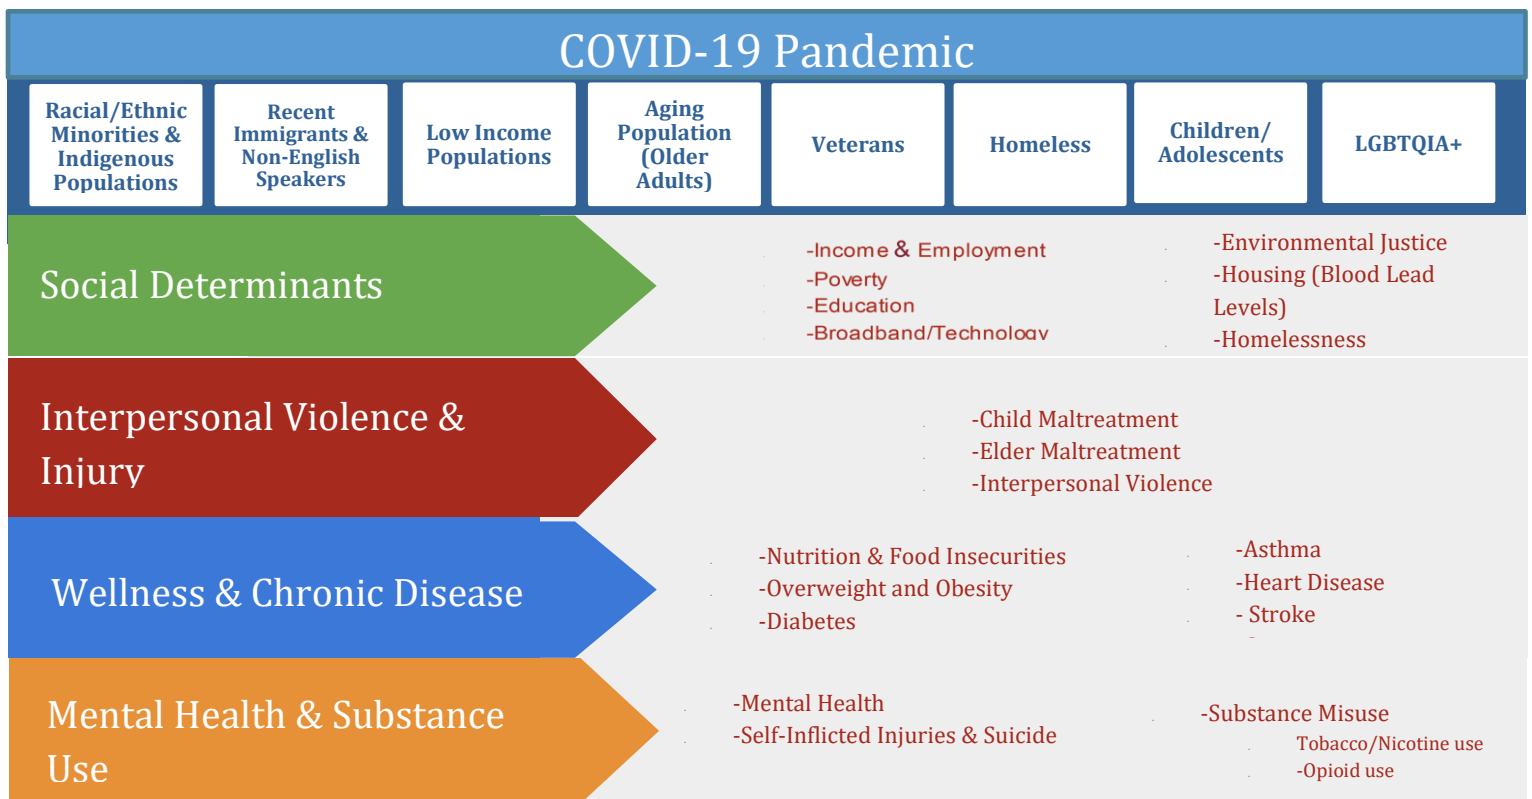 COVID-19 Pandemic
Racial/Ethnic
Minorities &
Indigenous
Populations
Recent
Immigrants &
Non-English
Speakers
Low Income
Populations
Aging
Population
(Older
Adults)
Veterans
Homeless
Children/
Adolescents
LGBTQIA+
Social Determinants
-Income & Employment
-Poverty
-Education
-Broadband/Technology
-Environmental Justice
-Housing (Blood Lead
Levels)
-Homelessness
Interpersonal Violence &
Injury
-Child Maltreatment
-Elder Maltreatment
-Interpersonal Violence
Wellness & Chronic Disease
-Nutrition & Food Insecurities
-Overweight and Obesity
-Diabetes
-Asthma
-Heart Disease
- Stroke
Mental Health & Substance
Use
-Mental Health
-Self-Inflicted Injuries & Suicide
-Substance Misuse
Tobacco/Nicotine use
-Opioid use